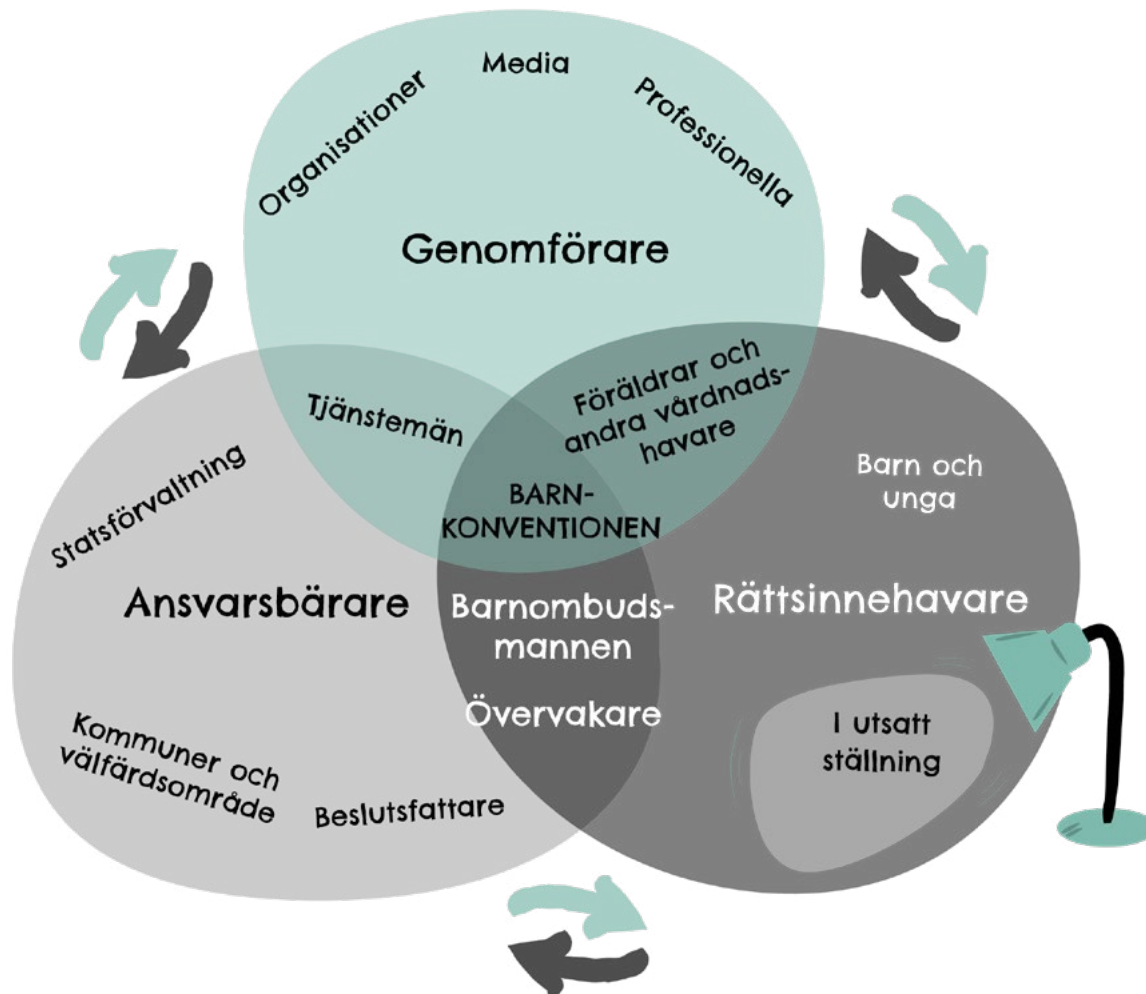 Media
Organisationer
Professionella
Genomförare
Föräldrar och
andra vårdnads-
havare
Tjänstemän
Barn och
unga
Statsförvaltning
BARN-
KONVENTIONEN
Ansvarsbärare
Barnombuds-
mannen
Rättsinnehavare
Övervakare
I utsatt
ställning
Kommuner och
välfärdsområde
Beslutsfattare